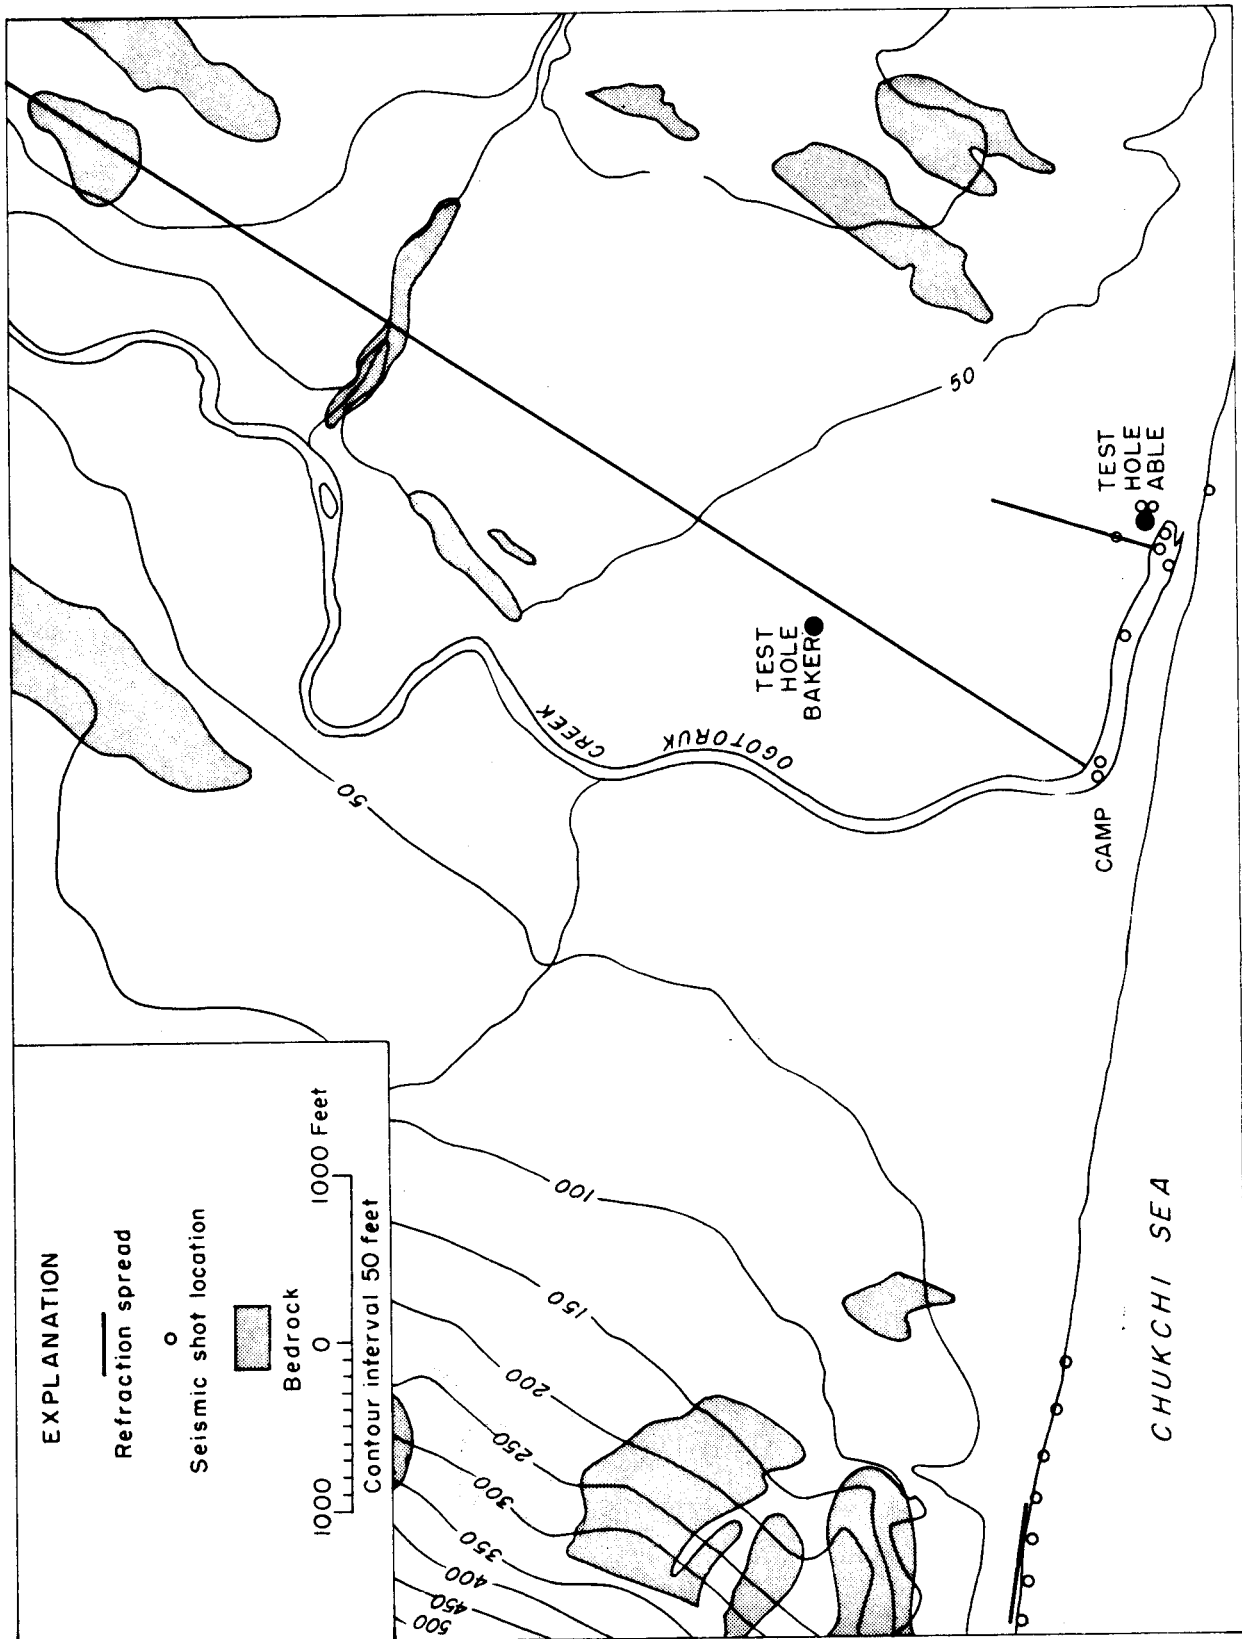 EXPLANATION
Refraction spread
Seismic shot location
Bedrock
1000 0 1000 Feet
Contour interval 50 feet
500
450
400
350
300
250
200
150
100
50
50
OGOTORUK
CREEK
TEST
HOLE
BAKER
TEST
HOLE
ABLE
CAMP
CHUKCHI SEA